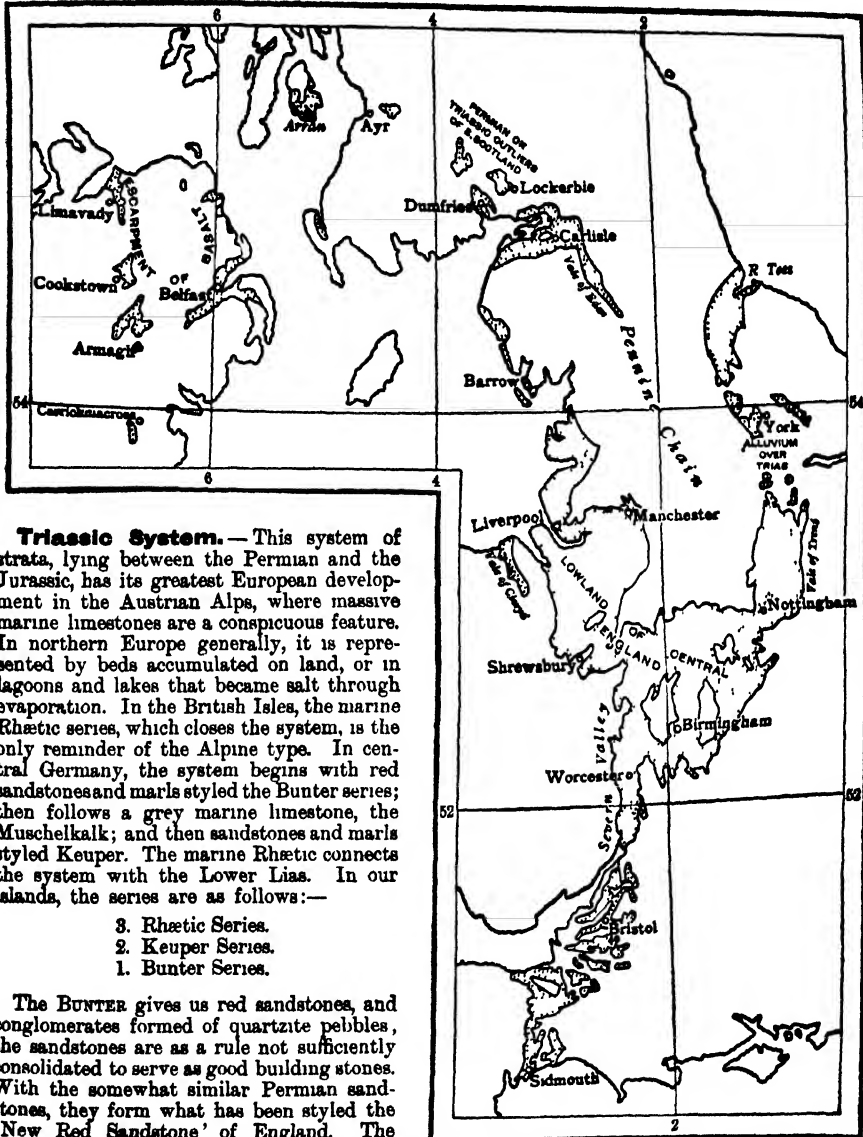 6
4
2
Arran
Ayr
PERMIAN OR
TRIASSIC OUTLIERS
OF S. SCOTLAND
Lockerbie
Dumfries
Limavady
ESCARPMENT
BASALT
Carlisle
Vale of Eden
OF
Cookstown
Belfast
R Tees
Armagh
Pennine
Chain
Barrow
54
54
Carrickmacross
York
ALLUVIUM
OVER
TRIAS
6
4
Liverpool
Manchester
Vale of Clwyd
Vale of Trent
LOWLAND
OF
CENTRAL
ENGLAND
Nottingham
Shrewsbury
Birmingham
Severn Valley
Worcester
52
52
Bristol
Sidmouth
2
Triassic System. — This system of
strata, lying between the Permian and the
Jurassic, has its greatest European develop-
ment in the Austrian Alps, where massive
marine limestones are a conspicuous feature.
In northern Europe generally, it is repre-
sented by beds accumulated on land, or in
lagoons and lakes that became salt through
evaporation. In the British Isles, the marine
Rhætic series, which closes the system, is the
only reminder of the Alpine type. In cen-
tral Germany, the system begins with red
sandstones and marls styled the Bunter series;
then follows a grey marine limestone, the
Muschelkalk; and then sandstones and marls
styled Keuper. The marine Rhætic connects
the system with the Lower Lias. In our
islands, the series are as follows:—
3. Rhætic Series.
2. Keuper Series.
1. Bunter Series.
The BUNTER gives us red sandstones, and
conglomerates formed of quartzite pebbles,
the sandstones are as a rule not sufficiently
consolidated to serve as good building stones.
With the somewhat similar Permian sand-
stones, they form what has been styled the
'New Red Sandstone' of England. The